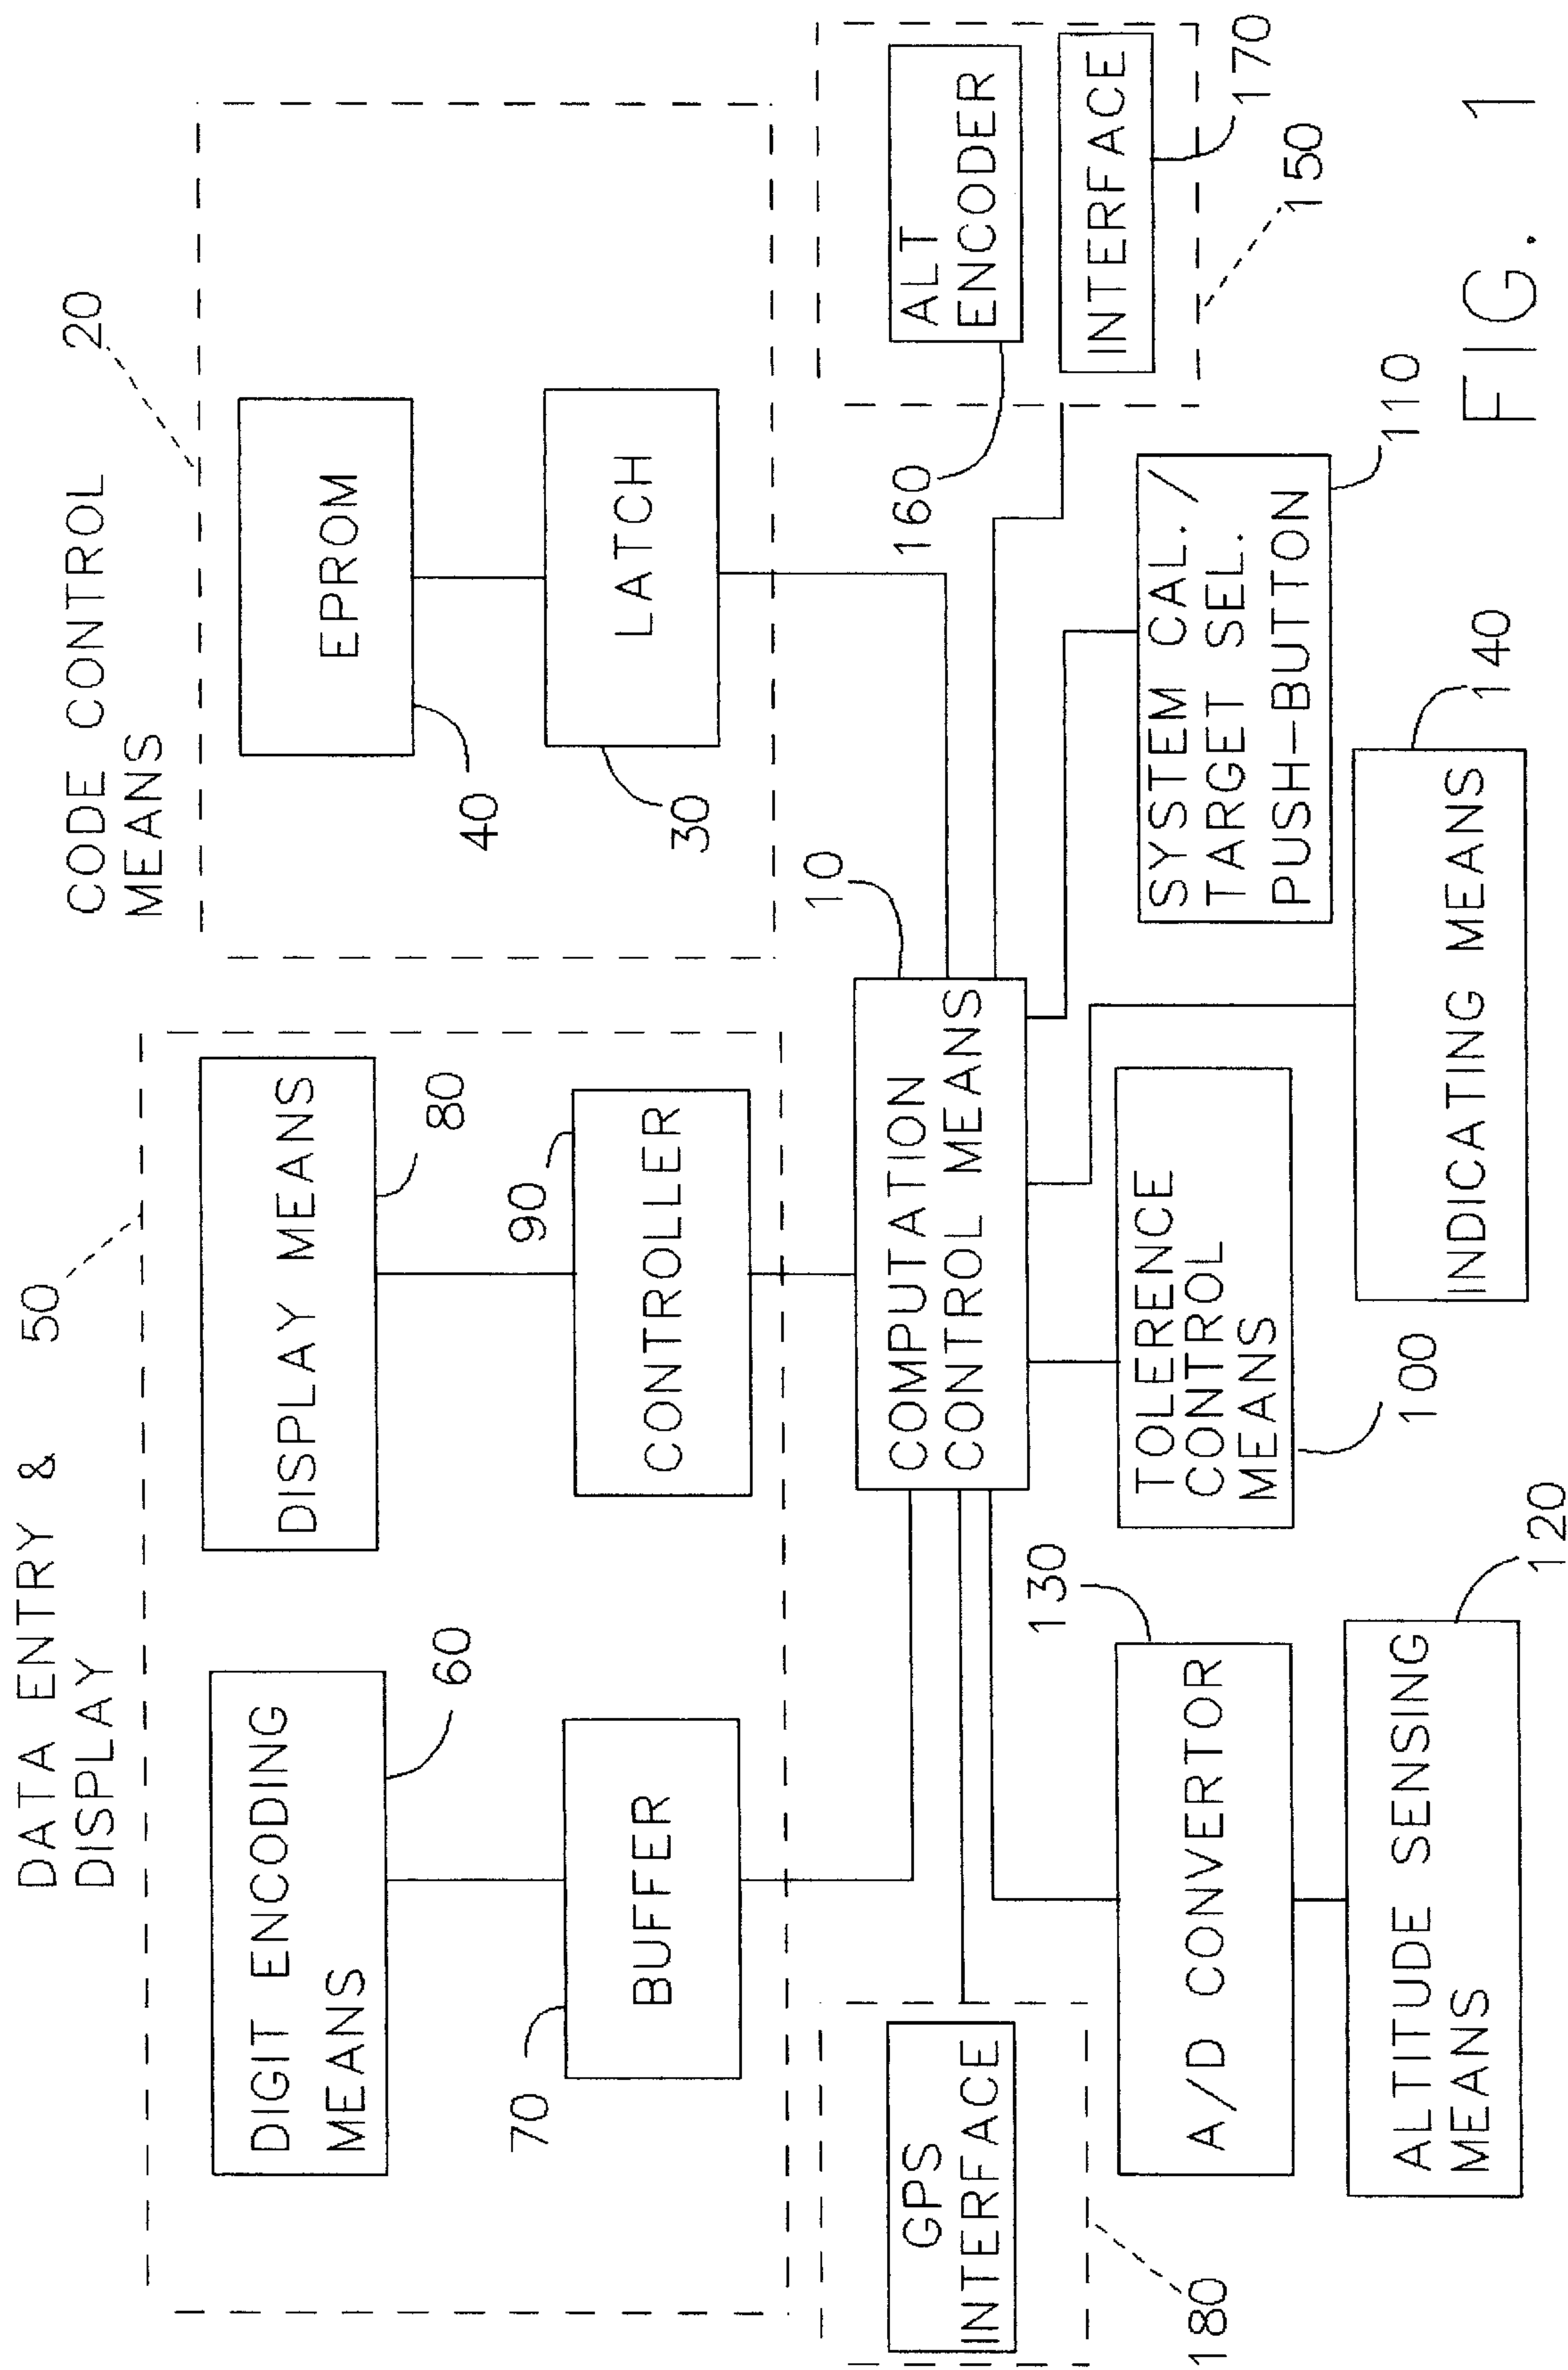 DATA ENTRY &
DISPLAY
50
CODE CONTROL
MEANS
20
DIGIT ENCODING
MEANS
60
DISPLAY MEANS
80
EPROM
40
BUFFER
70
CONTROLLER
90
LATCH
30
GPS
INTERFACE
180
COMPUTATION
CONTROL MEANS
10
ALT
ENCODER
160
INTERFACE
170
150
A/D CONVERTOR
130
TOLERENCE
CONTROL
MEANS
100
SYSTEM CAL./
TARGET SEL.
PUSH-BUTTON
110
ALTITUDE SENSING
MEANS
120
INDICATING MEANS
140
FIG. 1